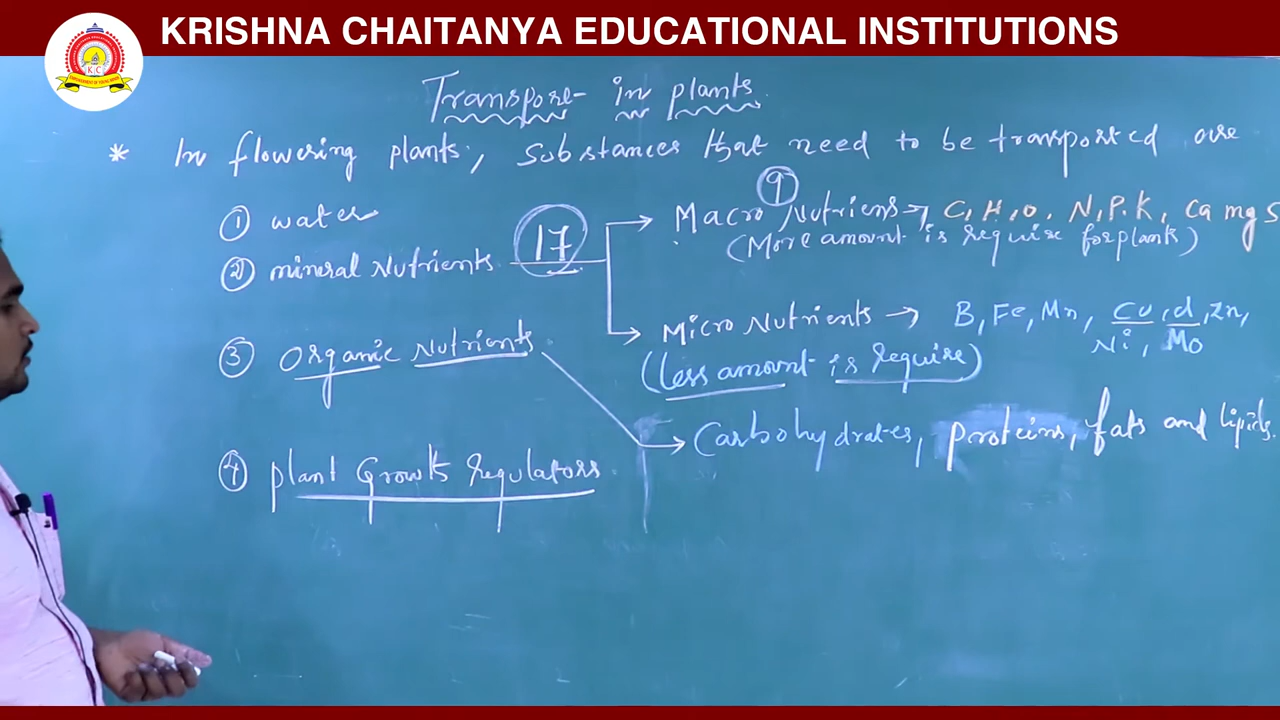 KRISHNA CHAITANYA EDUCATIONAL INSTITUTIONS
K C
Transpore- in plants
* In flowering plants, Substances that need to be transported are
① water
② mineral Nutrients 17
9
Macro Nutriens → C, H, O, N, P, K, Ca mg S
(More amount is require for plants)
Micro Nutrients → B, Fe, Mn, Cu, Cl, Zn,
Ni, Mo
(less amount is require)
③ Organic Nutrients
→ Carbohydrates, proteins, fats and lipids.
④ plant Growth Regulators